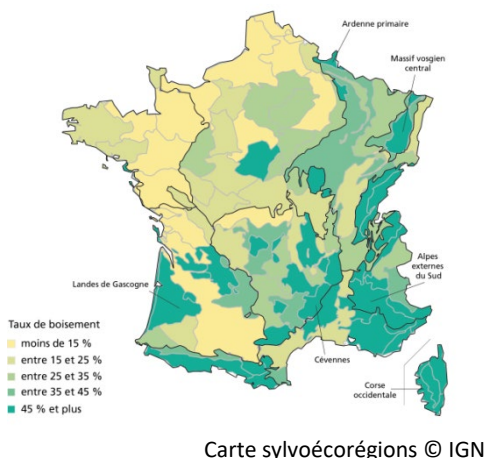 Ardenne primaire
Massif vosgien
central
Alpes
externes
du Sud
Landes de Gascogne
Cévennes
Corse
occidentale
Taux de boisement
moins de 15 %
entre 15 et 25 %
entre 25 et 35 %
entre 35 et 45 %
45 % et plus
Carte sylvoécorégions © IGN